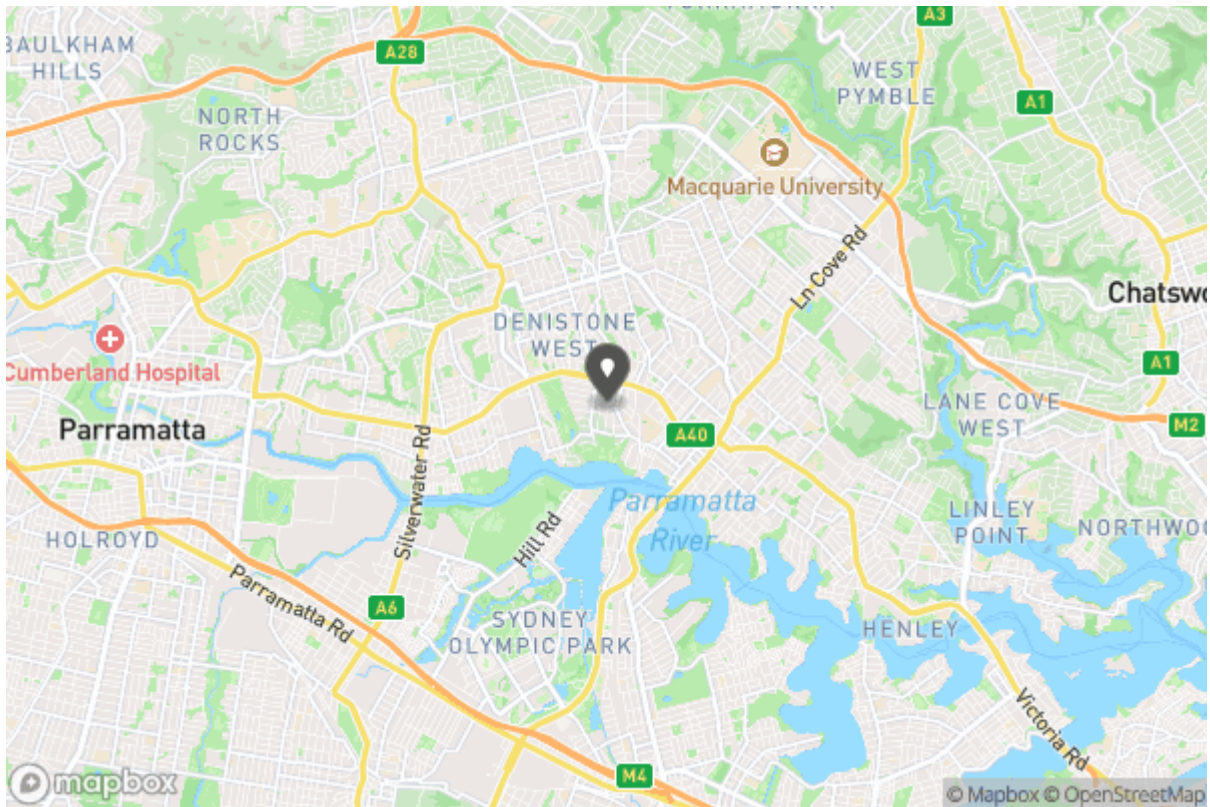 BAULKHAM
HILLS
A28
A3
NORTH
ROCKS
WEST
PYMBLE
A1
Macquarie University
Ln Cove Rd
Chatswo
DENISTONE
WEST
Cumberland Hospital
A1
LANE COVE
WEST
M2
Parramatta
A40
Silverwater Rd
Parramatta
River
Hill Rd
LINLEY
POINT
NORTHWO
HOLROYD
Parramatta Rd
A6
SYDNEY
OLYMPIC PARK
HENLEY
Victoria Rd
M4
mapbox
© Mapbox © OpenStreetMap